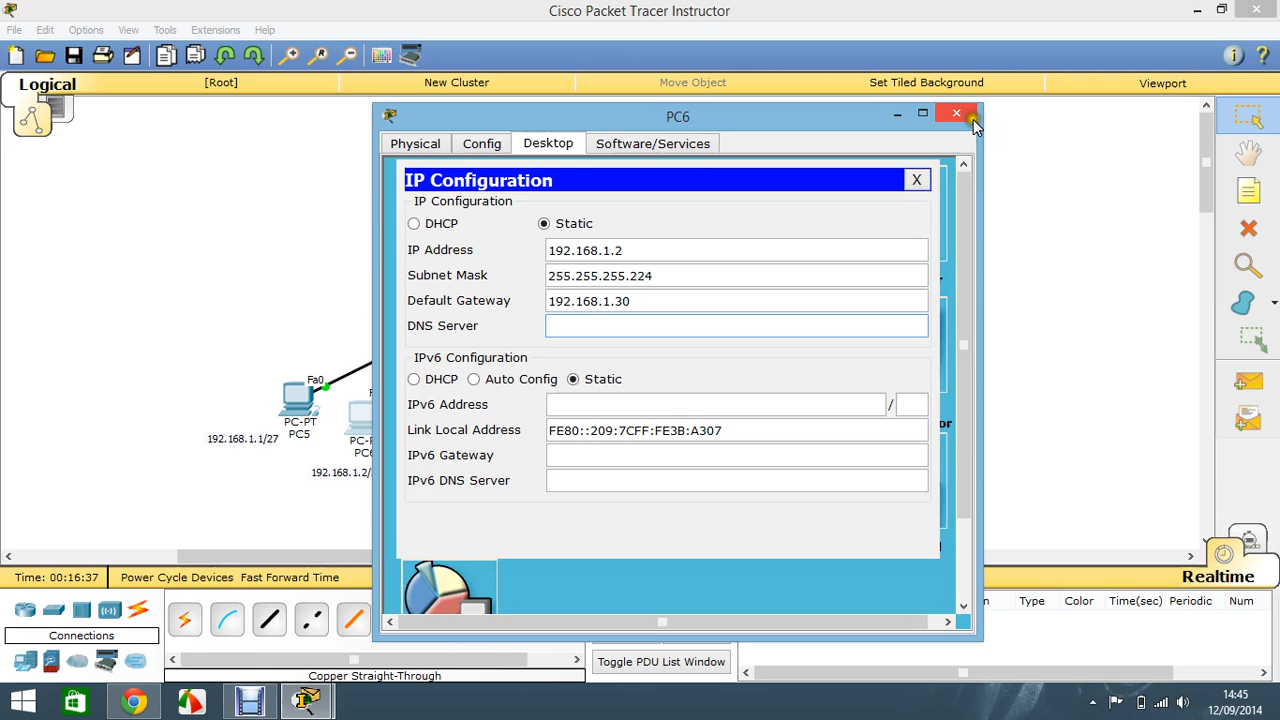 Cisco Packet Tracer Instructor
File Edit Options View Tools Extensions Help
Logical [Root] New Cluster Move Object Set Tiled Background Viewport
PC6
Physical Config Desktop Software/Services
IP Configuration X
IP Configuration
DHCP Static
IP Address 192.168.1.2
Subnet Mask 255.255.255.224
Default Gateway 192.168.1.30
DNS Server
IPv6 Configuration
DHCP Auto Config Static
IPv6 Address /
Link Local Address FE80::209:7CFF:FE3B:A307
IPv6 Gateway
IPv6 DNS Server
Fa0
PC-PT
PC5
192.168.1.1/27
PC6
192.168.1.2/
Time: 00:16:37 Power Cycle Devices Fast Forward Time Realtime
Type Color Time(sec) Periodic Num
Connections
Toggle PDU List Window
Copper Straight-Through
14:45
12/09/2014